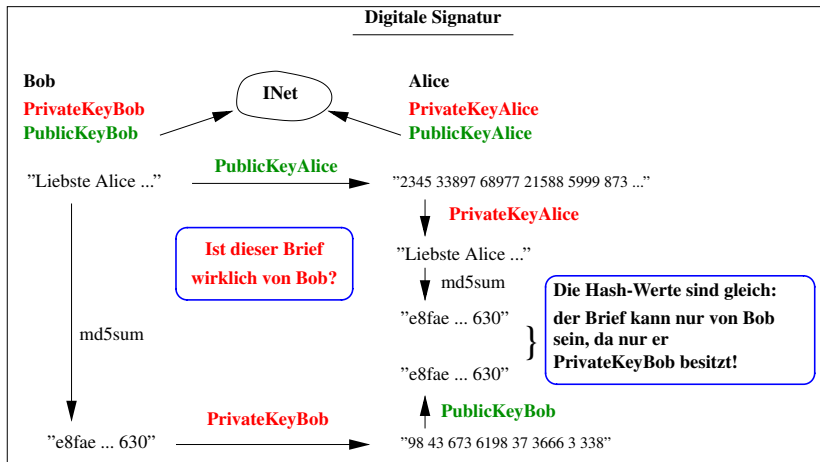 Digitale Signatur
Bob
INet
Alice
PrivateKeyBob
PrivateKeyAlice
PublicKeyBob
PublicKeyAlice
PublicKeyAlice
”Liebste Alice ...”
”2345 33897 68977 21588 5999 873 ...”
PrivateKeyAlice
Ist dieser Brief
wirklich von Bob?
”Liebste Alice ...”
md5sum
Die Hash-Werte sind gleich:
der Brief kann nur von Bob
sein, da nur er
PrivateKeyBob besitzt!
”e8fae ... 630”
}
md5sum
”e8fae ... 630”
PublicKeyBob
PrivateKeyBob
”e8fae ... 630”
”98 43 673 6198 37 3666 3 338”